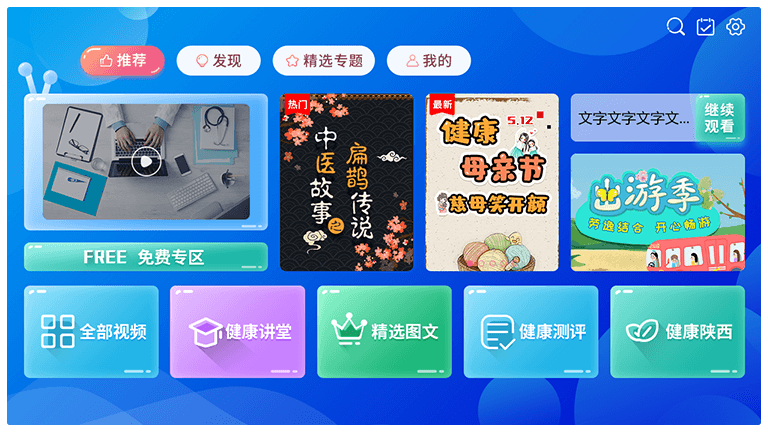 推荐
发现
精选专题
我的
热门
中医故事之
扁鹊传说
最新
5.12
健康
母亲节
慈母笑开颜
文字文字文字文...
继续
观看
出游季
劳逸结合 开心畅游
FREE 免费专区
全部视频
健康讲堂
精选图文
健康测评
健康陕西